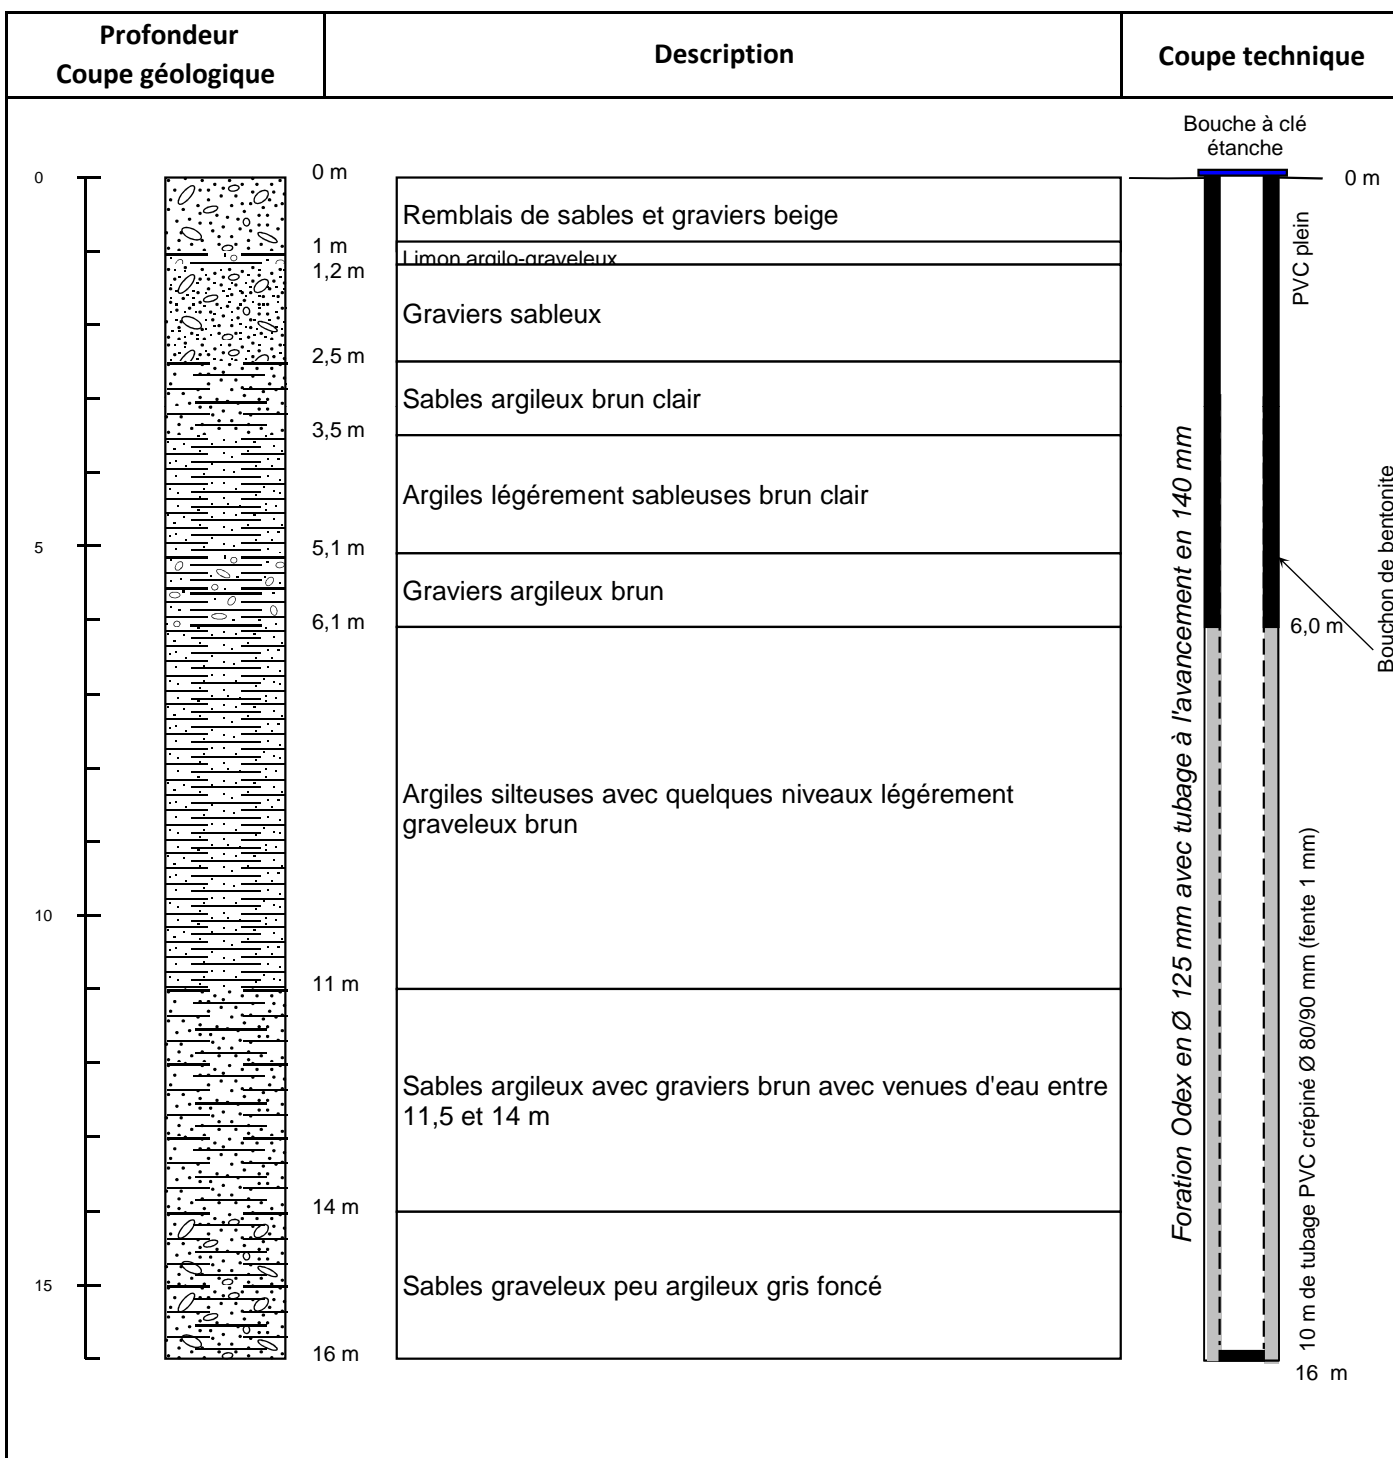 Profondeur
Coupe géologique
Description
Coupe technique
Bouche à clé
étanche
0
0 m
0 m
Remblais de sables et graviers beige
1 m
Limon argilo-graveleux
1,2 m
PVC plein
Graviers sableux
2,5 m
Sables argileux brun clair
3,5 m
Argiles légérement sableuses brun clair
5
5,1 m
Graviers argileux brun
6,1 m
6,0 m
Bouchon de bentonite
Foration Odex en Ø 125 mm avec tubage à l'avancement en 140 mm
Argiles silteuses avec quelques niveaux légérement
graveleux brun
10
10 m de tubage PVC crépiné Ø 80/90 mm (fente 1 mm)
11 m
Sables argileux avec graviers brun avec venues d'eau entre
11,5 et 14 m
14 m
15
Sables graveleux peu argileux gris foncé
16 m
16 m